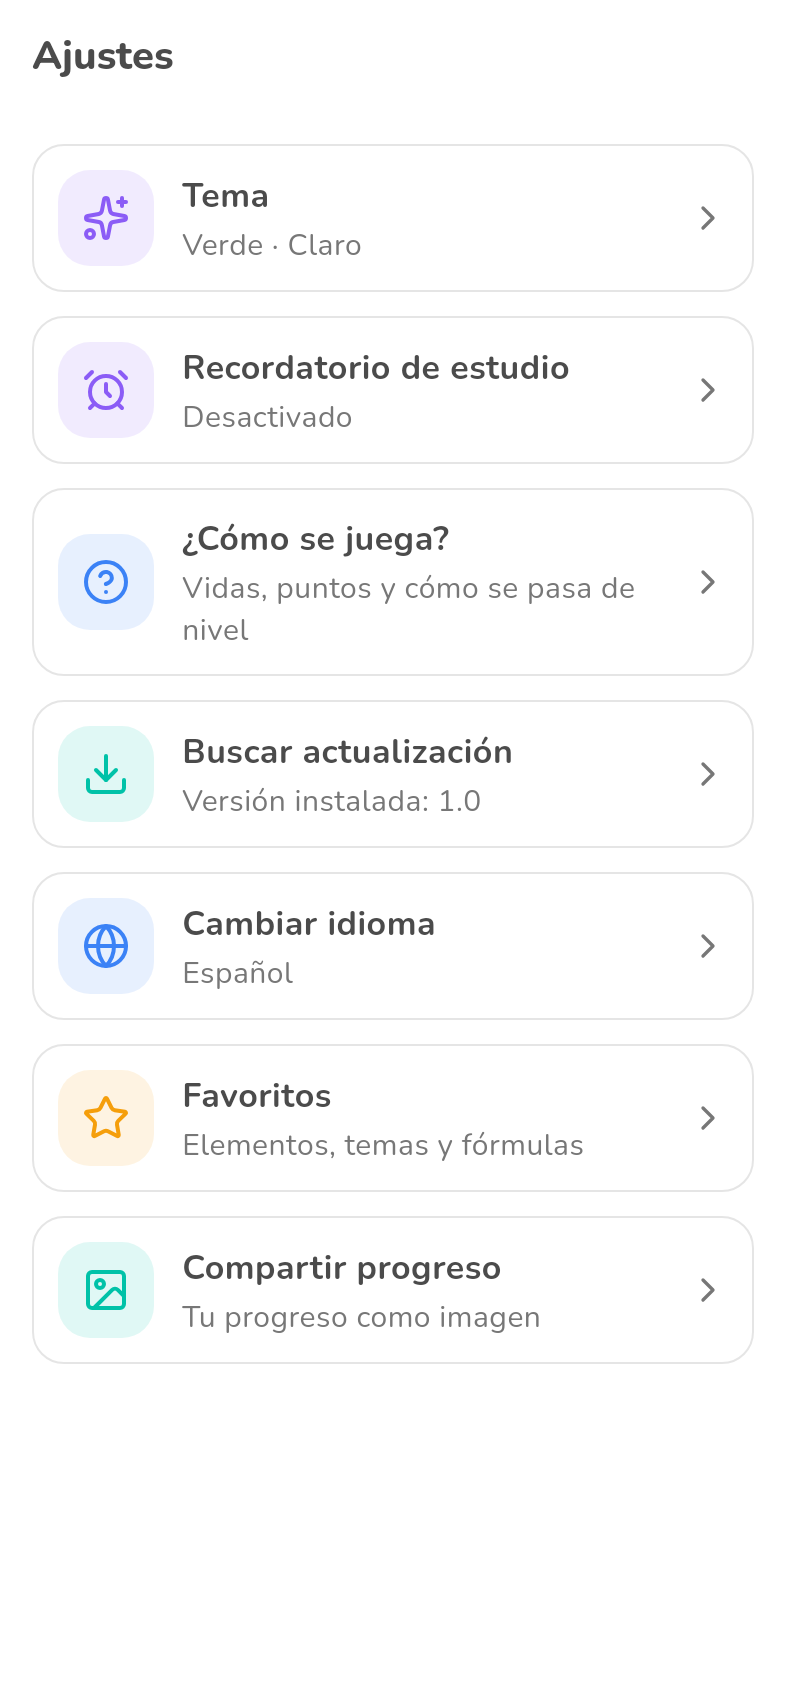 Ajustes
Tema
Verde · Claro
Recordatorio de estudio
Desactivado
¿Cómo se juega?
Vidas, puntos y cómo se pasa de
nivel
Buscar actualización
Versión instalada: 1.0
Cambiar idioma
Español
Favoritos
Elementos, temas y fórmulas
Compartir progreso
Tu progreso como imagen